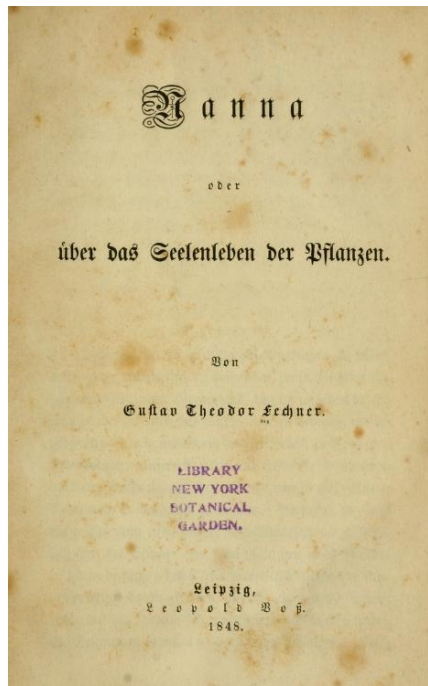 Nanna
oder
über das Seelenleben der Pflanzen.
Von
Gustav Theodor Fechner.
LIBRARY
NEW YORK
BOTANICAL
GARDEN.
Leipzig,
Leopold Voß.
1848.